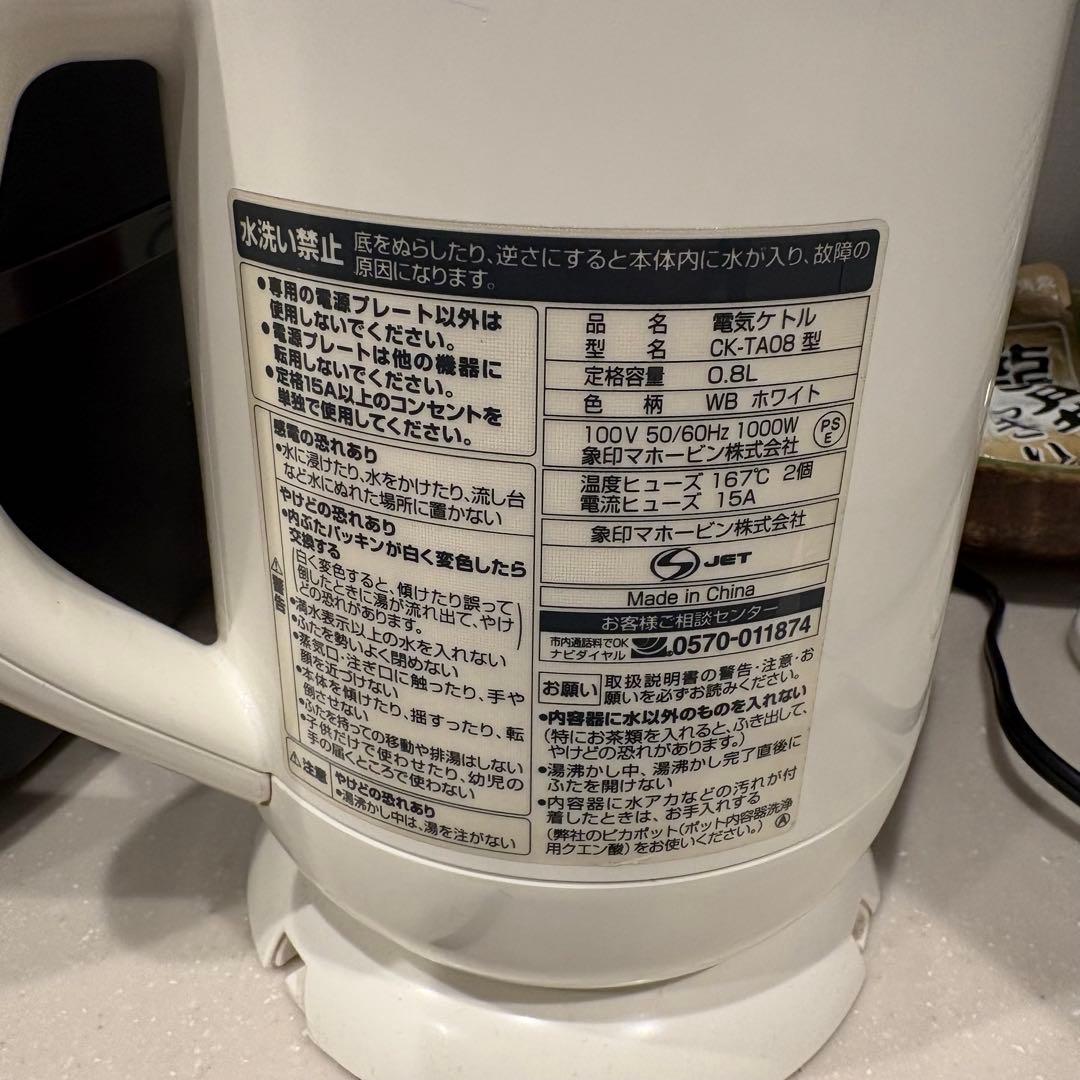 水洗い禁止
底をぬらしたり、逆さにすると本体内に水が入り、故障の
原因になります。
●専用の電源プレート以外は
使用しないでください。
●電源プレートは他の機器に
転用しないでください。
●定格15A以上のコンセントを
単独で使用してください。
⚠警告
感電の恐れあり
●水に浸けたり、水をかけたり、流し台
など水にぬれた場所に置かない
やけどの恐れあり
●内ぶたパッキンが白く変色したら
交換する
(白く変色すると、傾けたり誤って
倒したときに湯が流れ出て、やけ
どの恐れがあります。)
●満水表示以上の水を入れない
●ふたを勢いよく閉めない
●蒸気口・注ぎ口に触ったり、手や
顔を近づけない
●本体を傾けたり、揺すったり、転
倒させない
●ふたを持っての移動や排湯はしない
●子供だけで使わせたり、幼児の
手の届くところで使わない
⚠注意
やけどの恐れあり
●湯沸かし中は、湯を注がない
品名 電気ケトル
型名 CK-TA08 型
定格容量 0.8L
色柄 WB ホワイト
100V 50/60Hz 1000W
象印マホービン株式会社
PS
E
温度ヒューズ 167℃ 2個
電流ヒューズ 15A
象印マホービン株式会社
S JET
Made in China
お客様ご相談センター
市内通話料でOK
ナビダイヤル
0570-011874
お願い
取扱説明書の警告・注意・お
願いを必ずお読みください。
●内容器に水以外のものを入れない
(特にお茶類を入れると、ふき出して、
やけどの恐れがあります。)
●湯沸かし中、湯沸かし完了直後に
ふたを開けない
●内容器に水アカなどの汚れが付
着したときは、お手入れする
(弊社のピカポット(ポット内容器洗浄
用クエン酸)をお使いください。)
Ⓐ